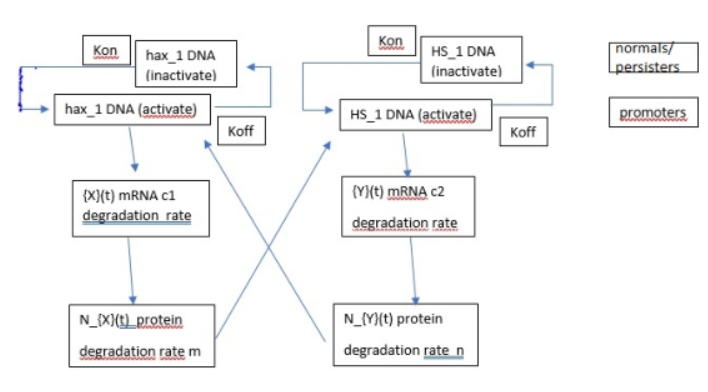 Kon
hax_1 DNA
(inactivate)
hax_1 DNA (activate)
Koff
{X}(t) mRNA c1
degradation rate
N_{X}(t) protein
degradation rate m
Kon
HS_1 DNA
(inactivate)
HS_1 DNA (activate)
Koff
{Y}(t) mRNA c2
degradation rate
N_{Y}(t) protein
degradation rate n
normals/
persisters
promoters